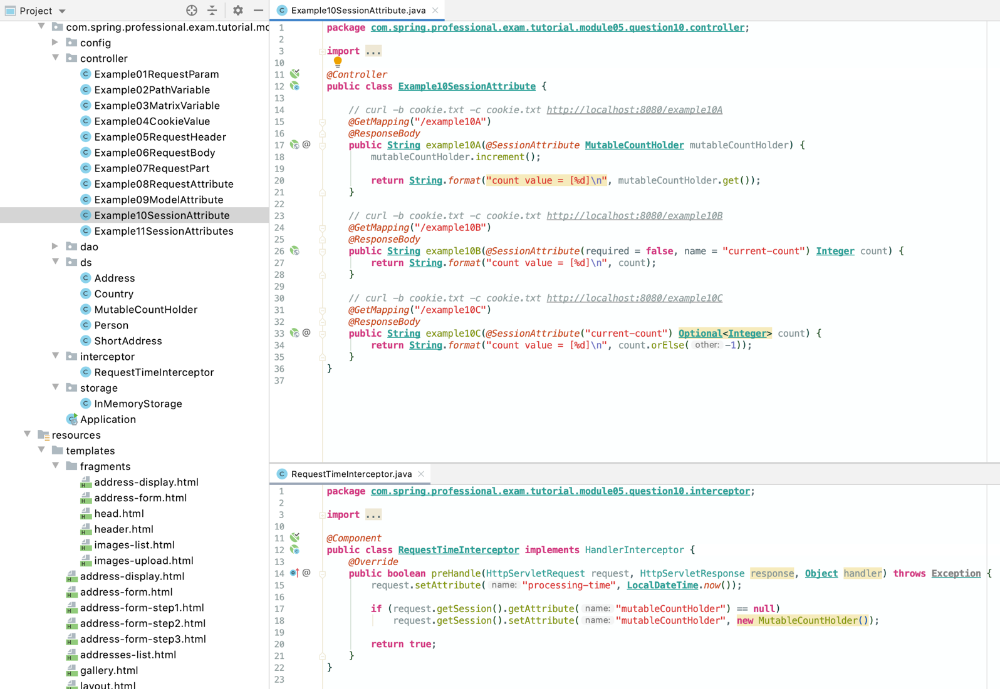 Project
com.spring.professional.exam.tutorial.mo
config
controller
Example01RequestParam
Example02PathVariable
Example03MatrixVariable
Example04CookieValue
Example05RequestHeader
Example06RequestBody
Example07RequestPart
Example08RequestAttribute
Example09ModelAttribute
Example10SessionAttribute
Example11SessionAttributes
dao
ds
Address
Country
MutableCountHolder
Person
ShortAddress
interceptor
RequestTimeInterceptor
storage
InMemoryStorage
Application
resources
templates
fragments
address-display.html
address-form.html
head.html
header.html
images-list.html
images-upload.html
address-display.html
address-form.html
address-form-step1.html
address-form-step2.html
address-form-step3.html
addresses-list.html
gallery.html
layout.html
Example10SessionAttribute.java
1 package com.spring.professional.exam.tutorial.module05.question10.controller;
2
3 import ...
10
11 @Controller
12 public class Example10SessionAttribute {
13
14 // curl -b cookie.txt -c cookie.txt http://localhost:8080/example10A
15 @GetMapping("/example10A")
16 @ResponseBody
17 @ public String example10A(@SessionAttribute MutableCountHolder mutableCountHolder) {
18 mutableCountHolder.increment();
19
20 return String.format("count value = [%d]\n", mutableCountHolder.get());
21 }
22
23 // curl -b cookie.txt -c cookie.txt http://localhost:8080/example10B
24 @GetMapping("/example10B")
25 @ResponseBody
26 public String example10B(@SessionAttribute(required = false, name = "current-count") Integer count) {
27 return String.format("count value = [%d]\n", count);
28 }
29
30 // curl -b cookie.txt -c cookie.txt http://localhost:8080/example10C
31 @GetMapping("/example10C")
32 @ResponseBody
33 @ public String example10C(@SessionAttribute("current-count") Optional<Integer> count) {
34 return String.format("count value = [%d]\n", count.orElse( other: -1));
35 }
36 }
37
RequestTimeInterceptor.java
1 package com.spring.professional.exam.tutorial.module05.question10.interceptor;
2
3 import ...
10
11 @Component
12 public class RequestTimeInterceptor implements HandlerInterceptor {
13 @Override
14 @ public boolean preHandle(HttpServletRequest request, HttpServletResponse response, Object handler) throws Exception {
15 request.setAttribute( name: "processing-time", LocalDateTime.now());
16
17 if (request.getSession().getAttribute( name: "mutableCountHolder") == null)
18 request.getSession().setAttribute( name: "mutableCountHolder", new MutableCountHolder());
19
20 return true;
21 }
22 }
23